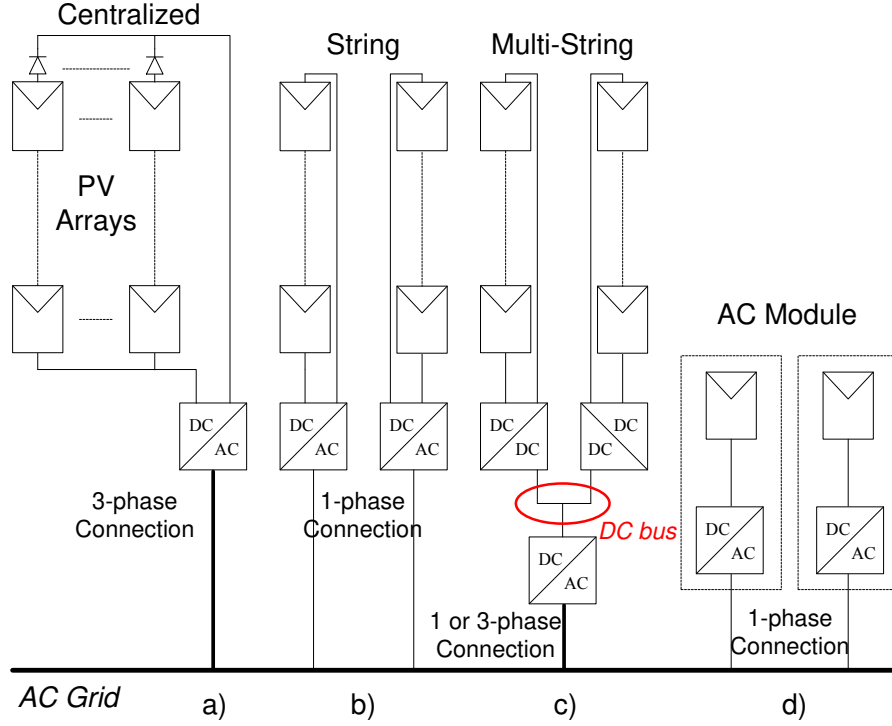 Centralized
String
Multi-String
PV
Arrays
AC Module
DC
AC
DC
AC
DC
AC
DC
DC
DC
DC
3-phase
Connection
1-phase
Connection
DC bus
DC
AC
DC
AC
DC
AC
1 or 3-phase
Connection
1-phase
Connection
AC Grid
a)
b)
c)
d)